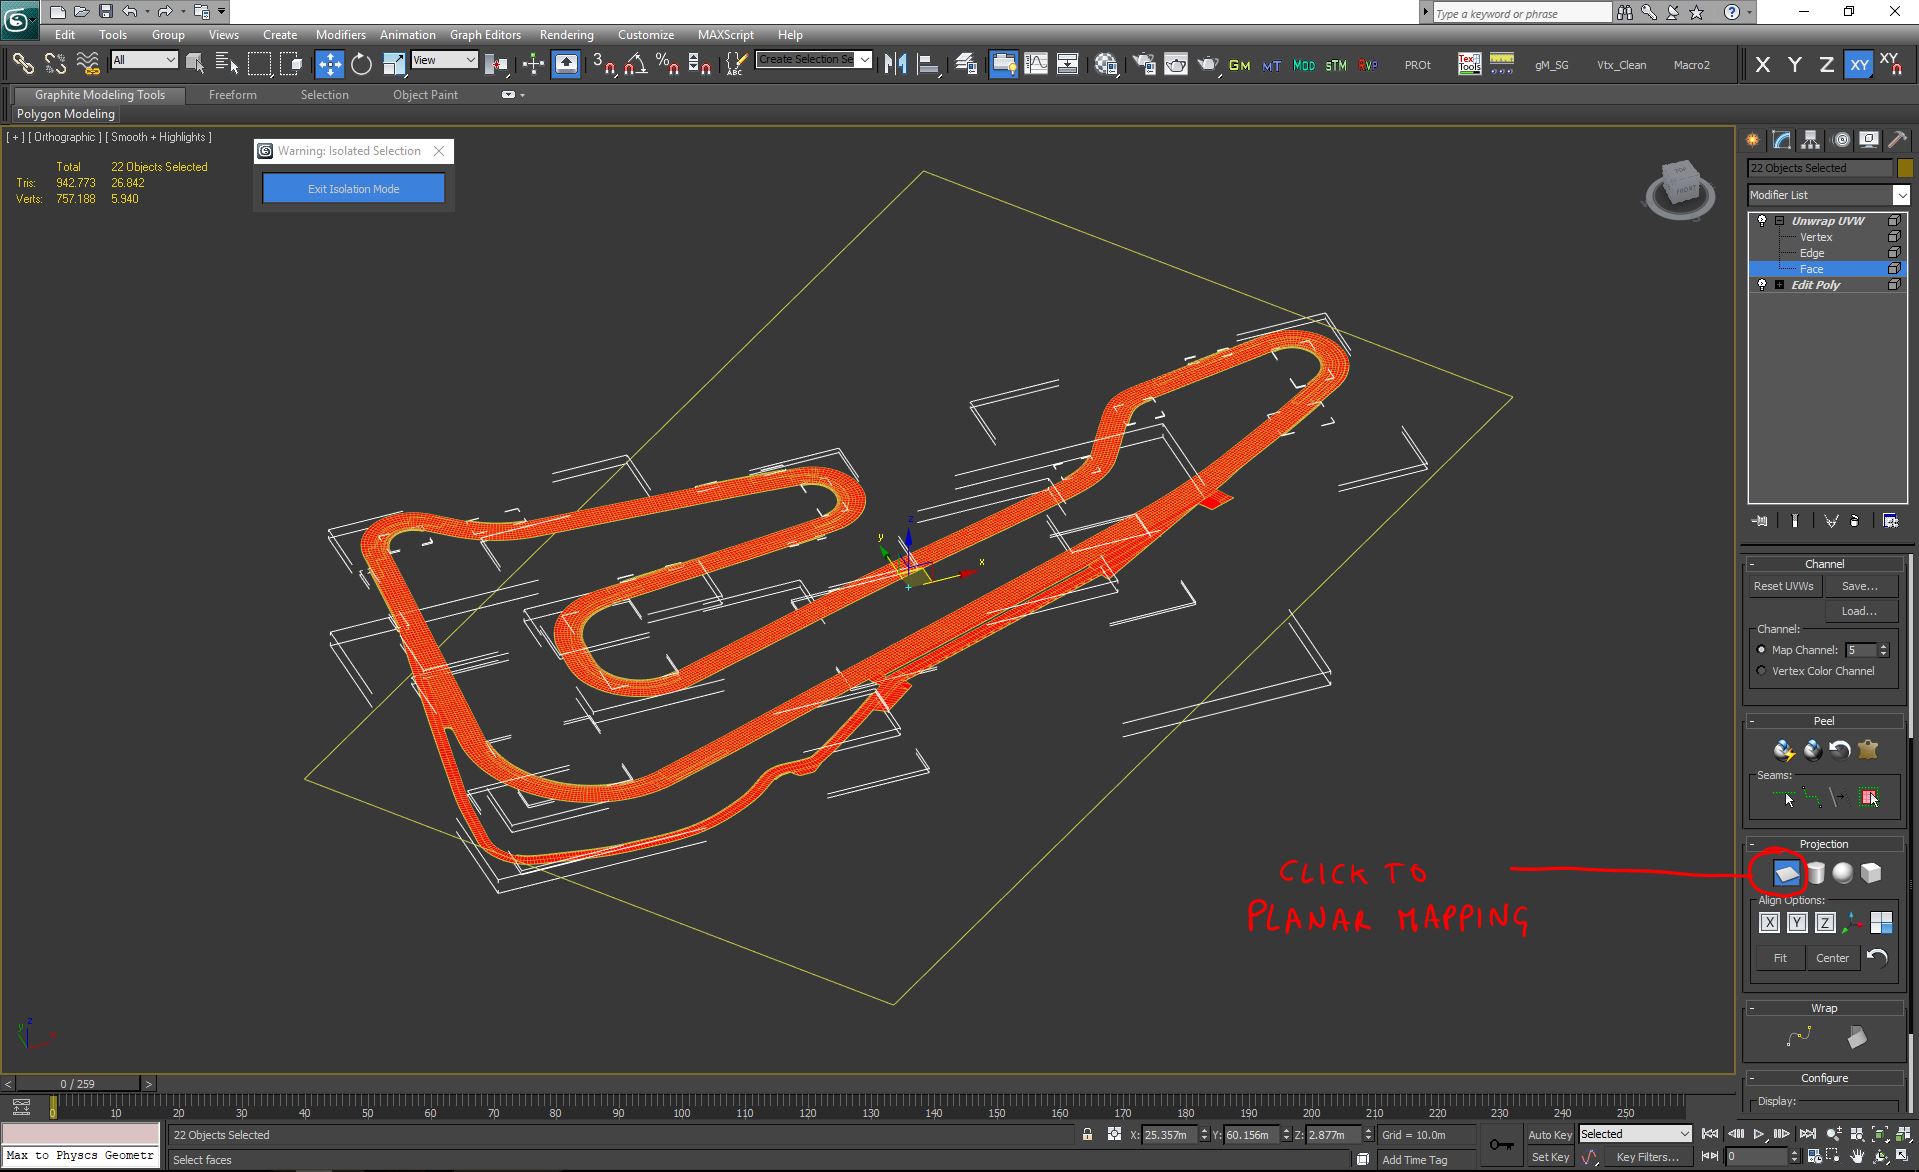 Type a keyword or phrase
Edit Tools Group Views Create Modifiers Animation Graph Editors Rendering Customize MAXScript Help
All View 3 % ABC Create Selection Se GM MT MOD sTM RVP PROt Tex Tools gM_SG Vtx_Clean Macro2 X Y Z XY XY
Graphite Modeling Tools Freeform Selection Object Paint
Polygon Modeling
[ + ] [ Orthographic ] [ Smooth + Highlights ]
Warning: Isolated Selection
Exit Isolation Mode
Total 22 Objects Selected
Tris: 942.773 26.842
Verts: 757.188 5.940
TOP
FRONT
22 Objects Selected
Modifier List
Unwrap UVW
Vertex
Edge
Face
Edit Poly
z
y
x
- Channel
Reset UVWs Save...
Load...
Channel:
Map Channel: 5
Vertex Color Channel
- Peel
Seams:
- Projection
Align Options:
X Y Z
Fit Center
- Wrap
- Configure
Display:
CLICK TO
PLANAR MAPPING
y z
< 0 / 259 >
0 10 20 30 40 50 60 70 80 90 100 110 120 130 140 150 160 170 180 190 200 210 220 230 240 250
22 Objects Selected X: 25.357m Y: 60.156m Z: 2.877m Grid = 10.0m Auto Key Selected
Max to Physcs Geometr Select faces Add Time Tag Set Key Key Filters... 0